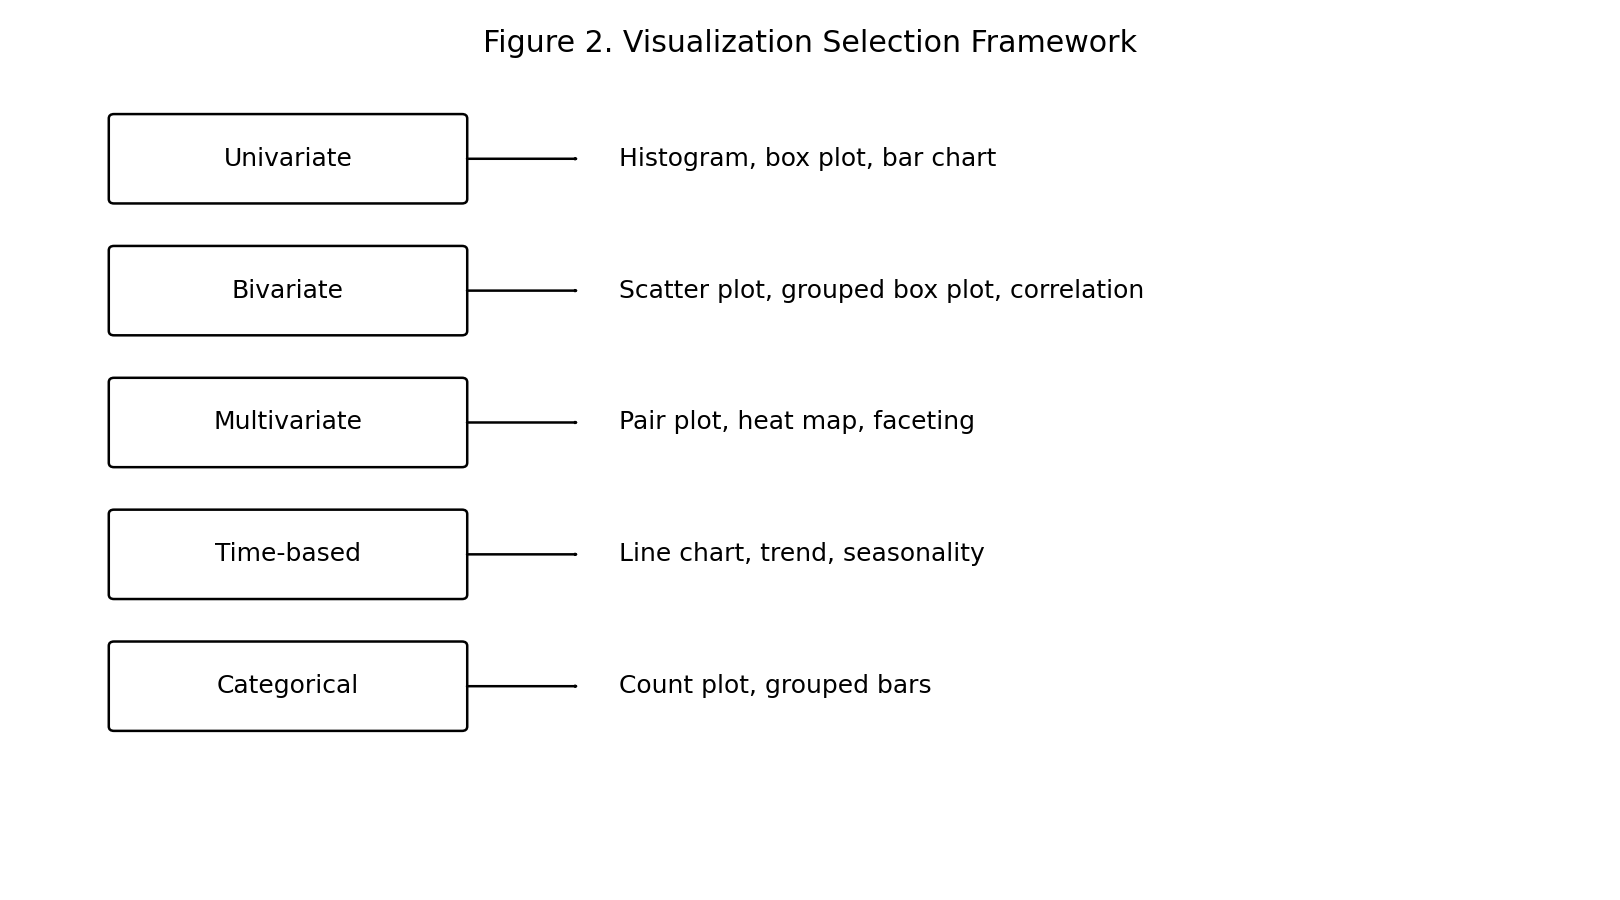 Figure 2. Visualization Selection Framework
Univariate
Histogram, box plot, bar chart
Bivariate
Scatter plot, grouped box plot, correlation
Multivariate
Pair plot, heat map, faceting
Time-based
Line chart, trend, seasonality
Categorical
Count plot, grouped bars